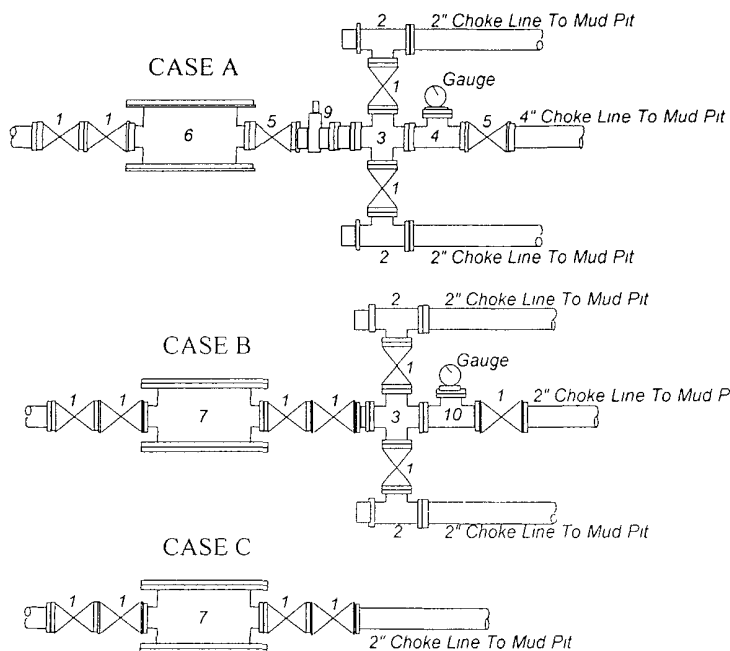 2
2" Choke Line To Mud Pit
CASE A
Gauge
1
9
4" Choke Line To Mud Pit
1 1 6 5 3 4 5
1
2
2" Choke Line To Mud Pit
2
2" Choke Line To Mud Pit
CASE B
Gauge
1
2" Choke Line To Mud P
1 1 7 1 1 3 10 1
1
2
2" Choke Line To Mud Pit
CASE C
1 1 7 1 1
2" Choke Line To Mud Pit